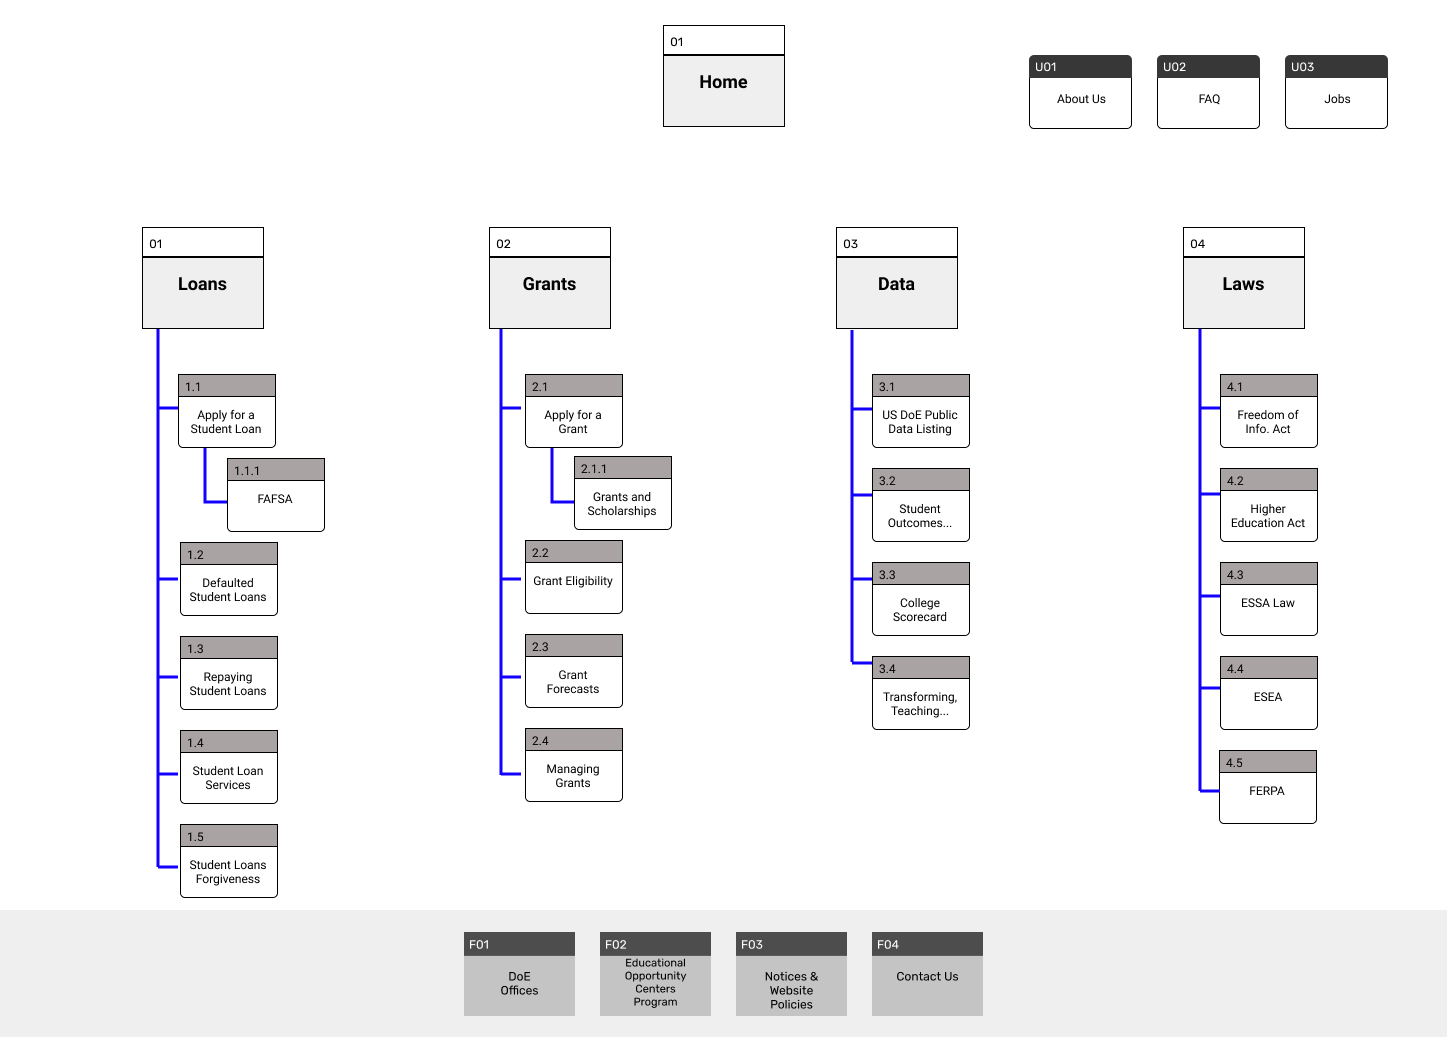 01
Home
U01
About Us
U02
FAQ
U03
Jobs
01
Loans
1.1
Apply for a
Student Loan
1.1.1
FAFSA
1.2
Defaulted
Student Loans
1.3
Repaying
Student Loans
1.4
Student Loan
Services
1.5
Student Loans
Forgiveness
02
Grants
2.1
Apply for a
Grant
2.1.1
Grants and
Scholarships
2.2
Grant Eligibility
2.3
Grant
Forecasts
2.4
Managing
Grants
03
Data
3.1
US DoE Public
Data Listing
3.2
Student
Outcomes...
3.3
College
Scorecard
3.4
Transforming,
Teaching...
04
Laws
4.1
Freedom of
Info. Act
4.2
Higher
Education Act
4.3
ESSA Law
4.4
ESEA
4.5
FERPA
F01
DoE
Offices
F02
Educational
Opportunity
Centers
Program
F03
Notices &
Website
Policies
F04
Contact Us